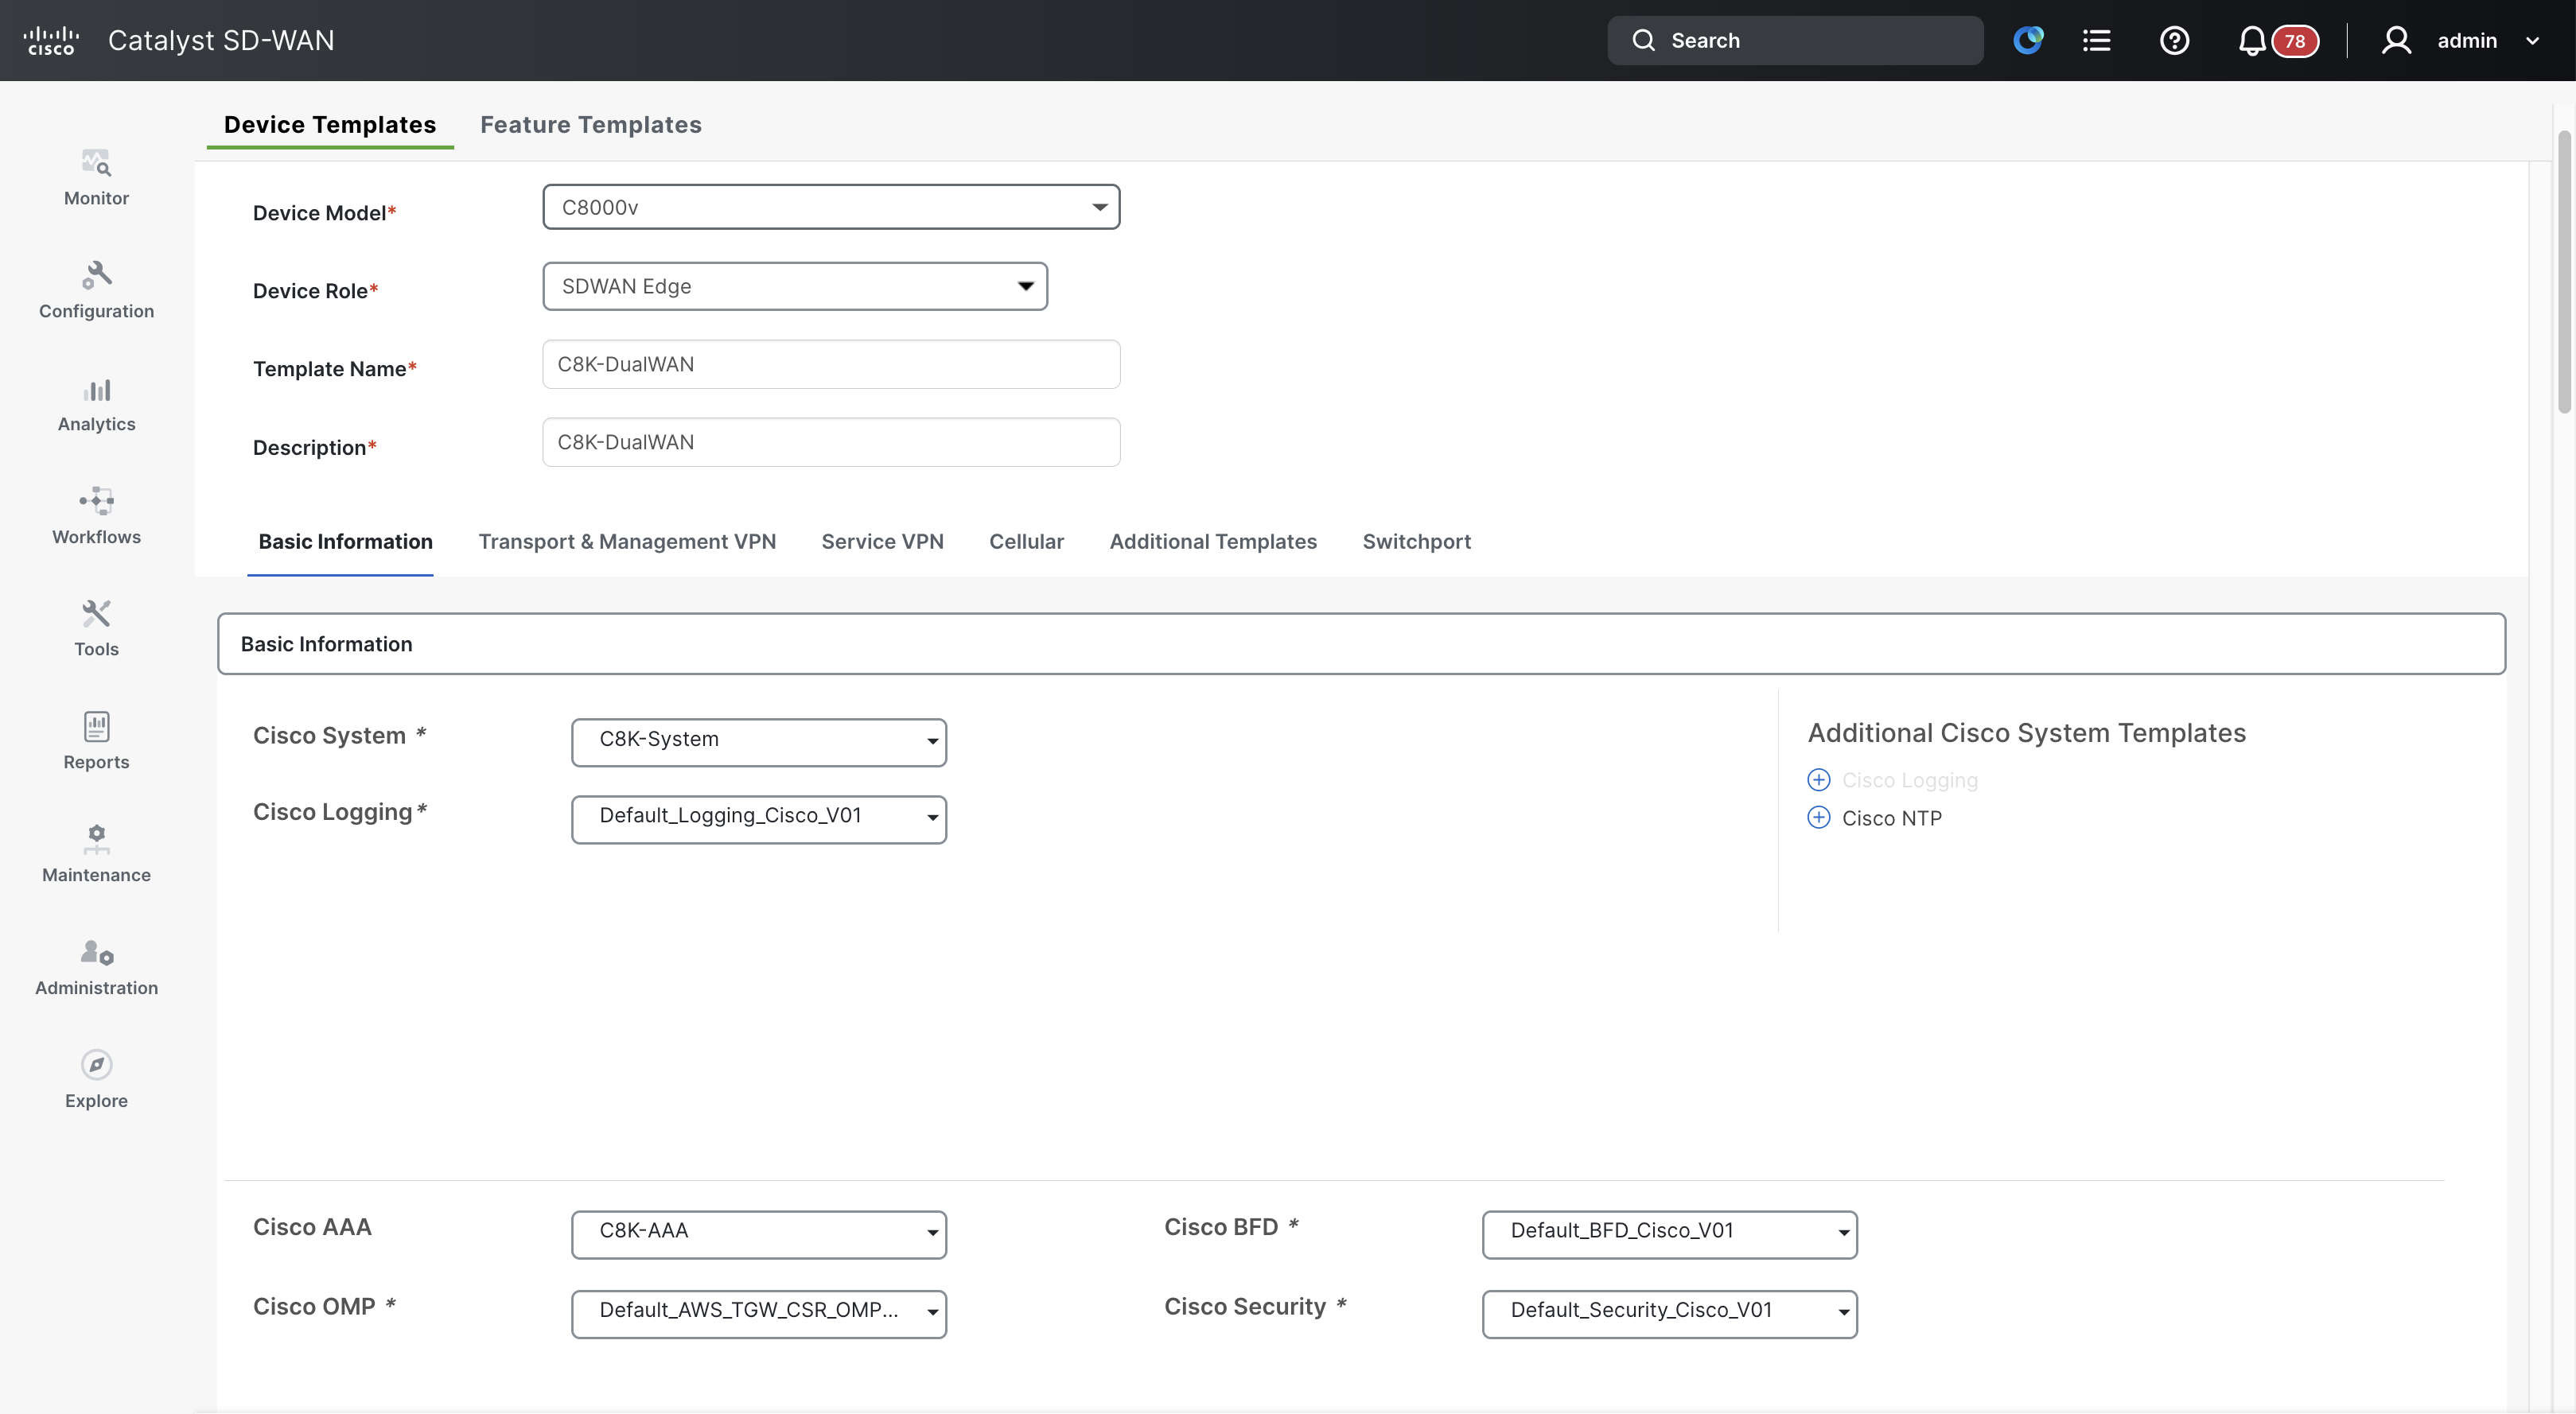 cisco Catalyst SD-WAN Search 78 admin
Device Templates Feature Templates
Monitor
Configuration
Analytics
Workflows
Tools
Reports
Maintenance
Administration
Explore
Device Model* C8000v
Device Role* SDWAN Edge
Template Name* C8K-DualWAN
Description* C8K-DualWAN
Basic Information Transport & Management VPN Service VPN Cellular Additional Templates Switchport
Basic Information
Cisco System * C8K-System
Cisco Logging* Default_Logging_Cisco_V01
Additional Cisco System Templates
Cisco Logging
Cisco NTP
Cisco AAA C8K-AAA Cisco BFD * Default_BFD_Cisco_V01
Cisco OMP * Default_AWS_TGW_CSR_OMP... Cisco Security * Default_Security_Cisco_V01